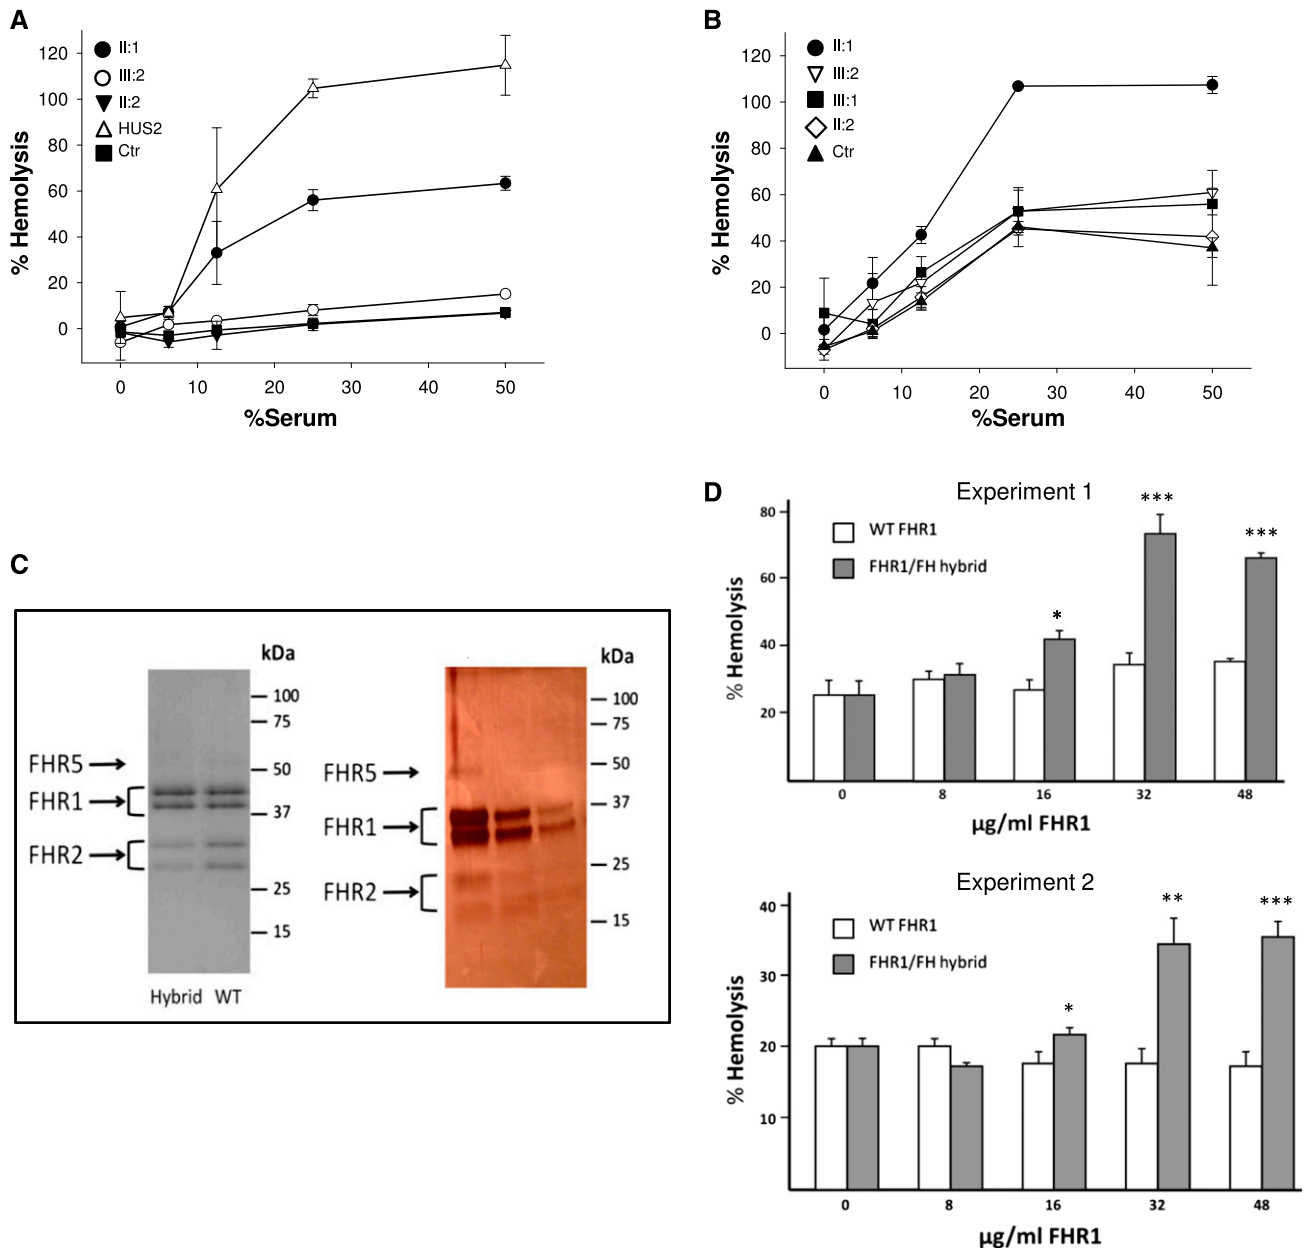 A
% Hemolysis
120
100
80
60
40
20
0
II:1
III:2
II:2
HUS2
Ctr
0 10 20 30 40 50
%Serum
B
% Hemolysis
120
100
80
60
40
20
0
II:1
III:2
III:1
II:2
Ctr
0 10 20 30 40 50
%Serum
C
kDa
100
75
50
37
25
15
FHR5
FHR1
FHR2
Hybrid WT
kDa
100
75
50
37
25
15
FHR5
FHR1
FHR2
D
Experiment 1
% Hemolysis
80
60
40
20
WT FHR1
FHR1/FH hybrid
*
***
***
0 8 16 32 48
µg/ml FHR1
Experiment 2
% Hemolysis
40
30
20
10
WT FHR1
FHR1/FH hybrid
*
**
***
0 8 16 32 48
µg/ml FHR1